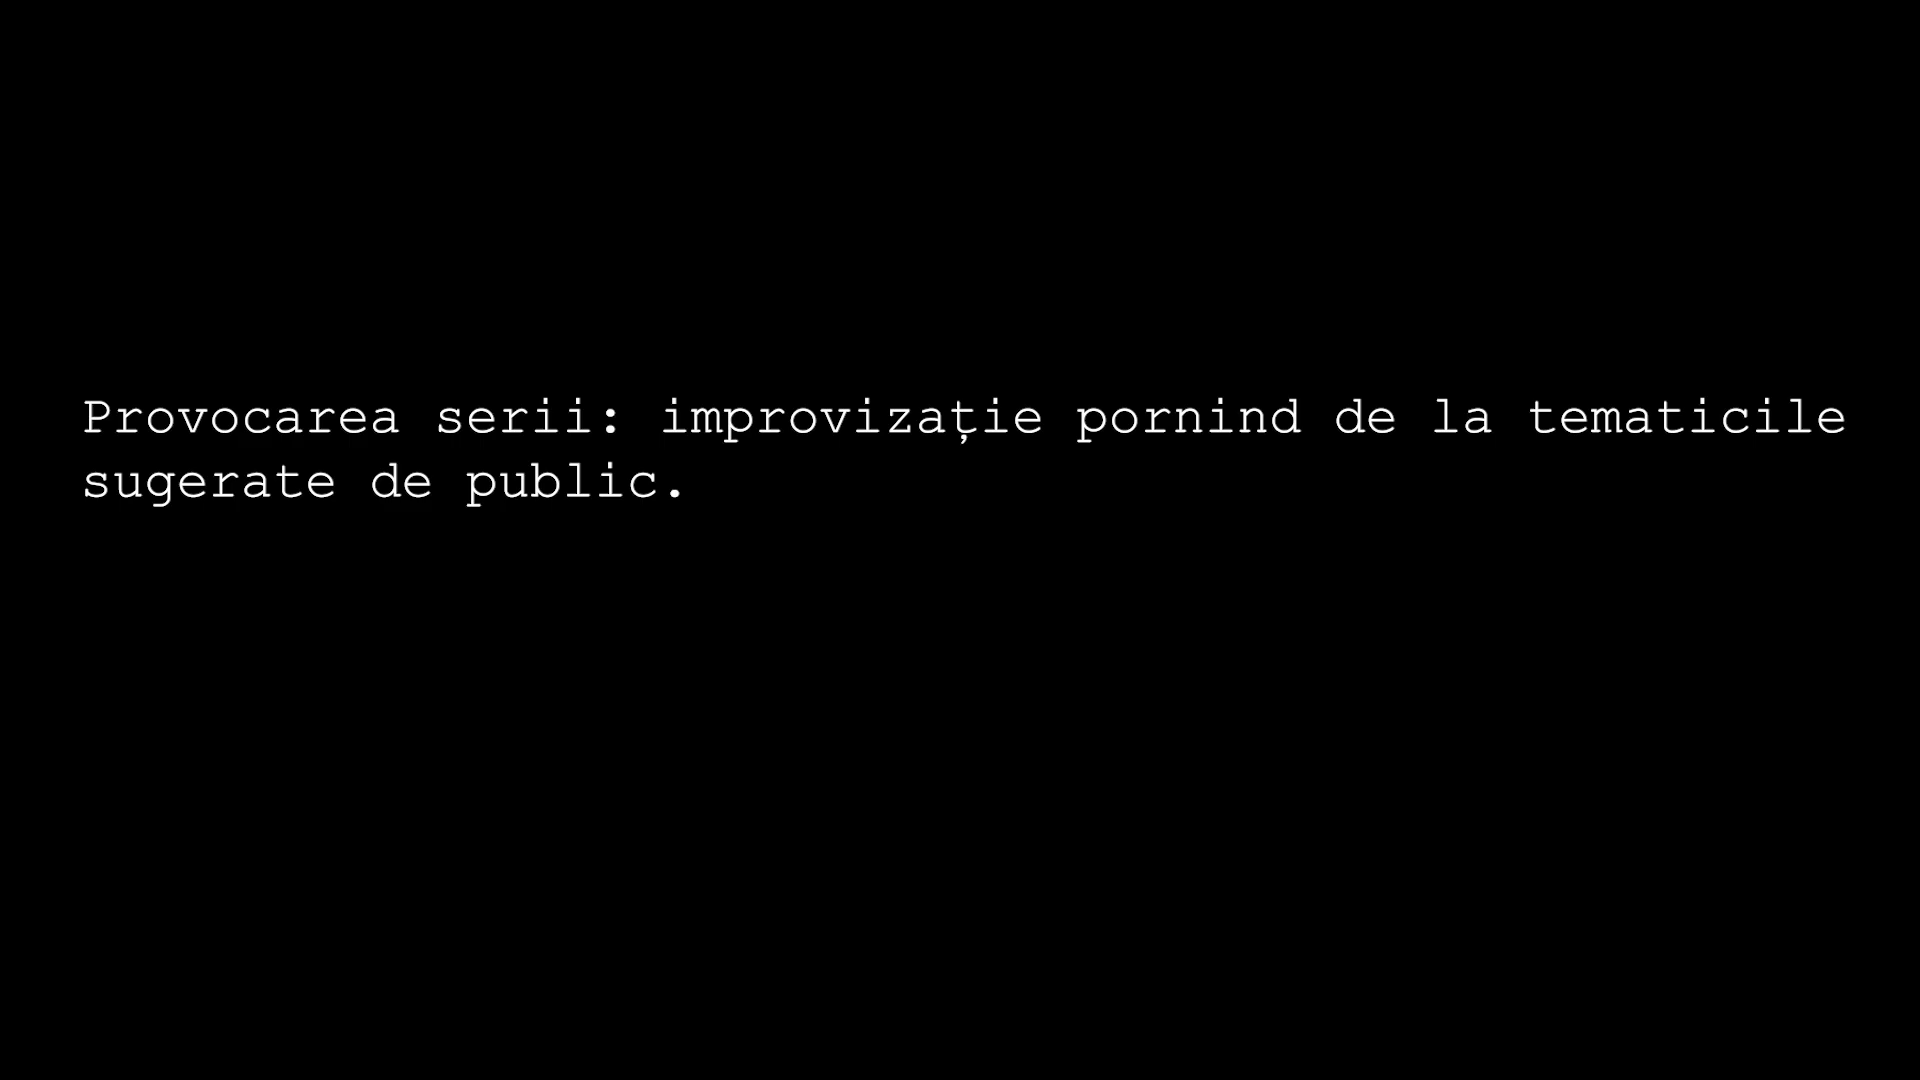 Provocarea serii: improvizație pornind de la tematicile
sugerate de public.